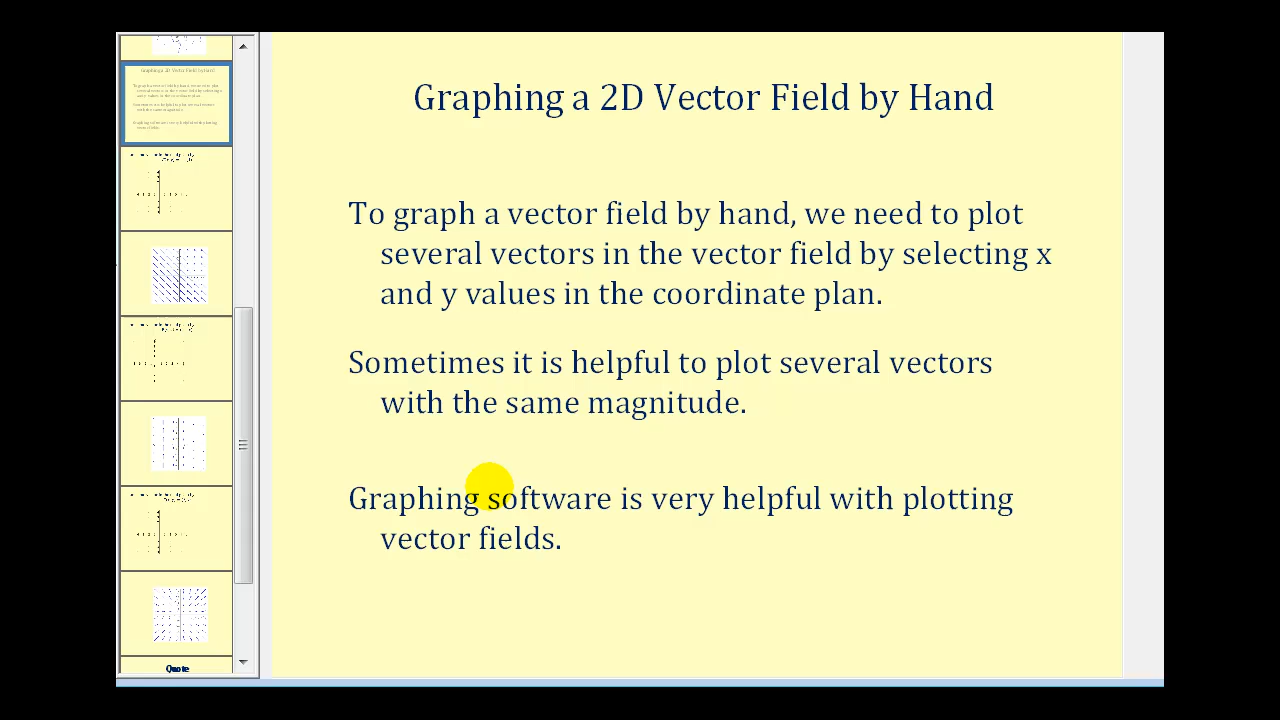 Graphing a 2D Vector Field by Hand
To graph a vector field by hand, we need to plot
several vectors in the vector field by selecting x
and y values in the coordinate plan.
Sometimes it is helpful to plot several vectors
with the same magnitude.
Graphing software is very helpful with plotting
vector fields.
Quote